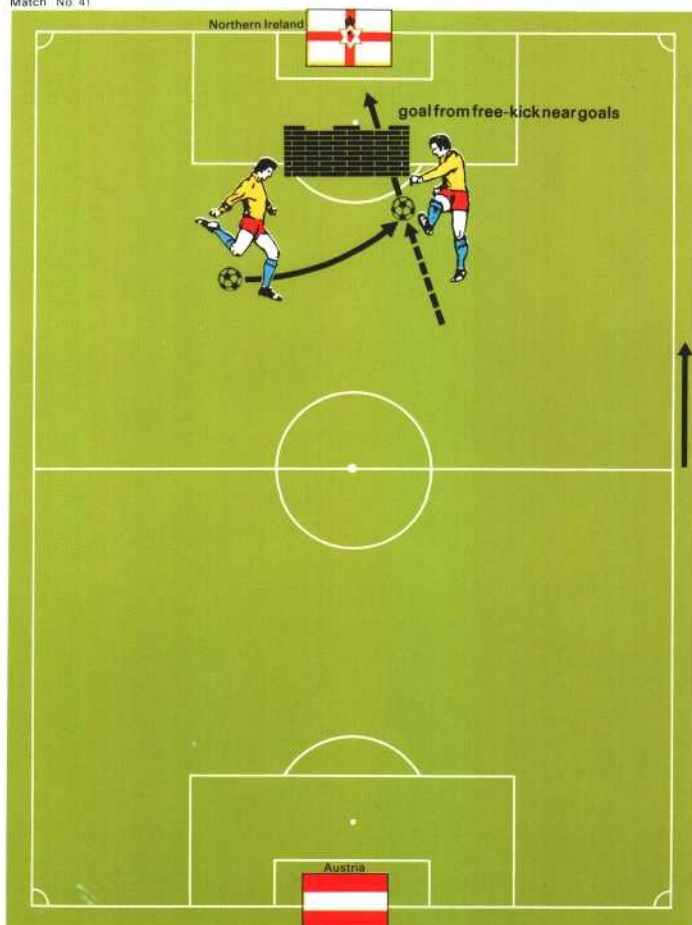 Match No. 41
Northern Ireland
goal from free-kick near goals
Austria